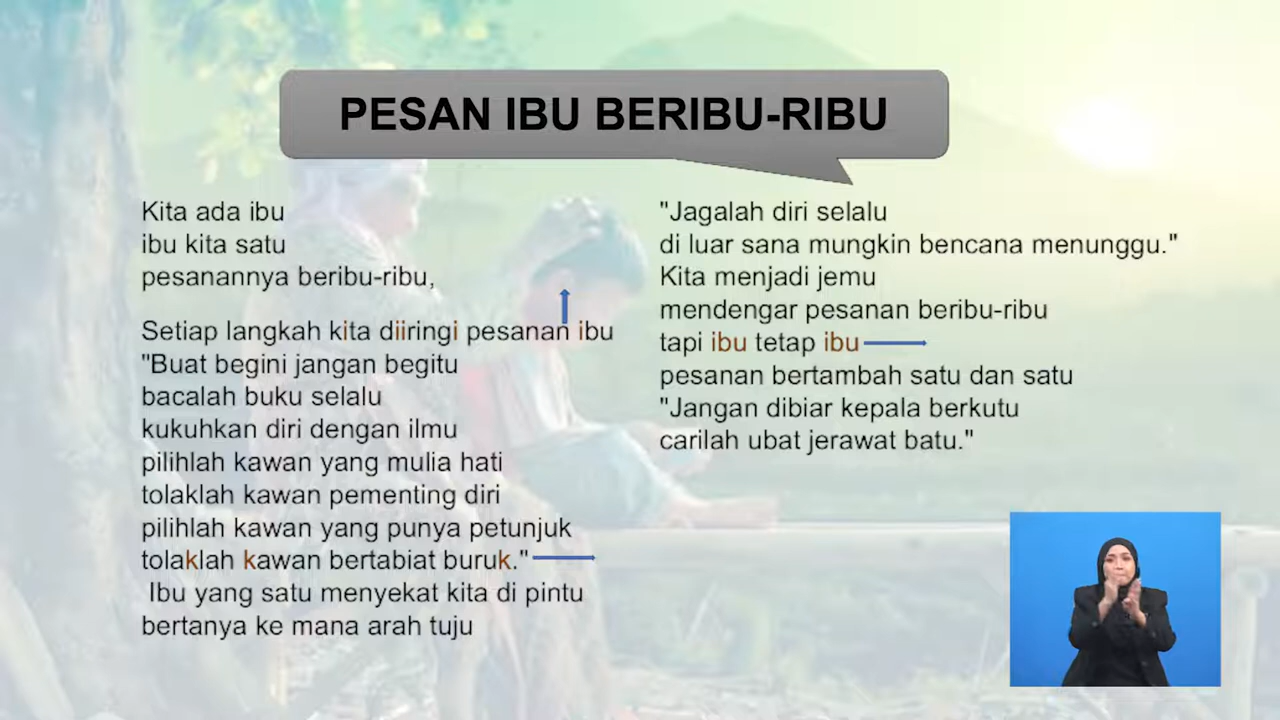 PESAN IBU BERIBU-RIBU
Kita ada ibu
ibu kita satu
pesanannya beribu-ribu,
Setiap langkah kita diiringi pesanan ibu
"Buat begini jangan begitu
bacalah buku selalu
kukuhkan diri dengan ilmu
pilihlah kawan yang mulia hati
tolaklah kawan pementing diri
pilihlah kawan yang punya petunjuk
tolaklah kawan bertabiat buruk."
Ibu yang satu menyekat kita di pintu
bertanya ke mana arah tuju
"Jagalah diri selalu
di luar sana mungkin bencana menunggu."
Kita menjadi jemu
mendengar pesanan beribu-ribu
tapi ibu tetap ibu
pesanan bertambah satu dan satu
"Jangan dibiar kepala berkutu
carilah ubat jerawat batu."